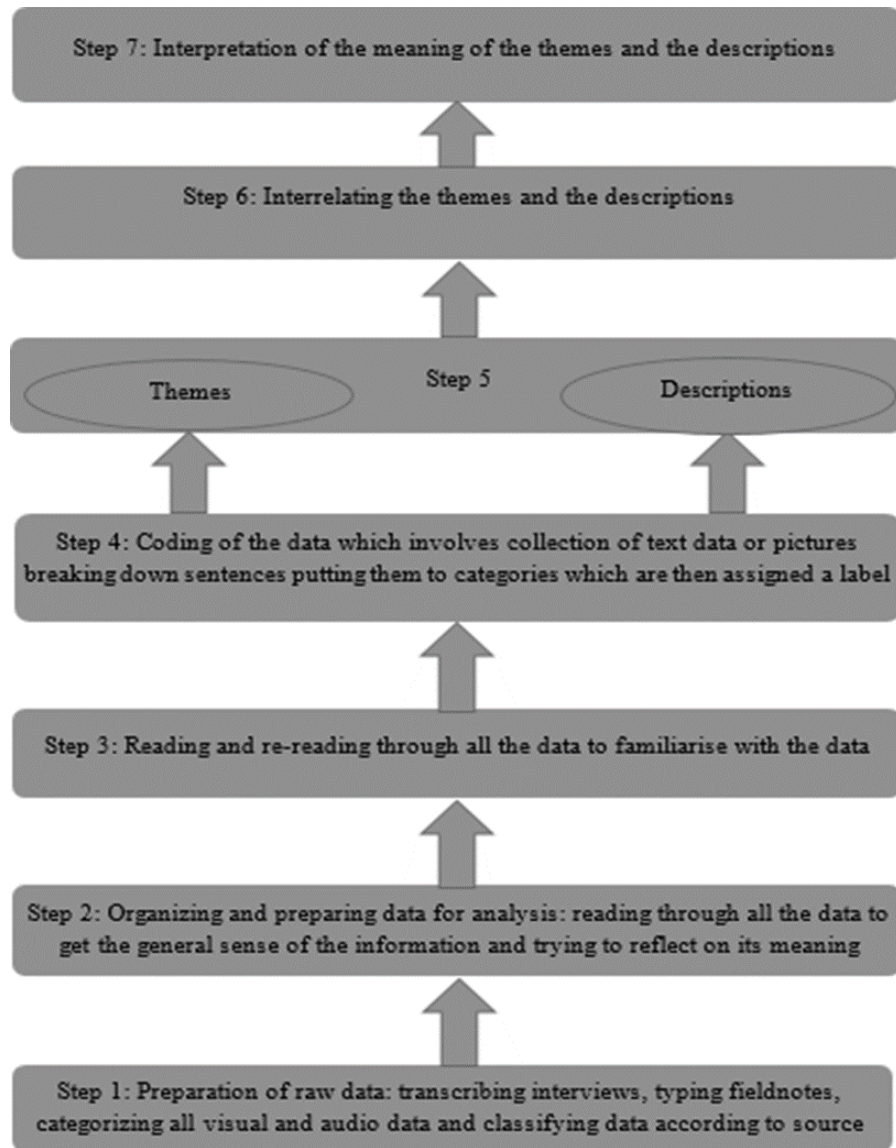 Step 7: Interpretation of the meaning of the themes and the descriptions
Step 6: Interrelating the themes and the descriptions
Themes
Step 5
Descriptions
Step 4: Coding of the data which involves collection of text data or pictures
breaking down sentences putting them to categories which are then assigned a label
Step 3: Reading and re-reading through all the data to familiarise with the data
Step 2: Organizing and preparing data for analysis: reading through all the data to
get the general sense of the information and trying to reflect on its meaning
Step 1: Preparation of raw data: transcribing interviews, typing fieldnotes,
categorizing all visual and audio data and classifying data according to source